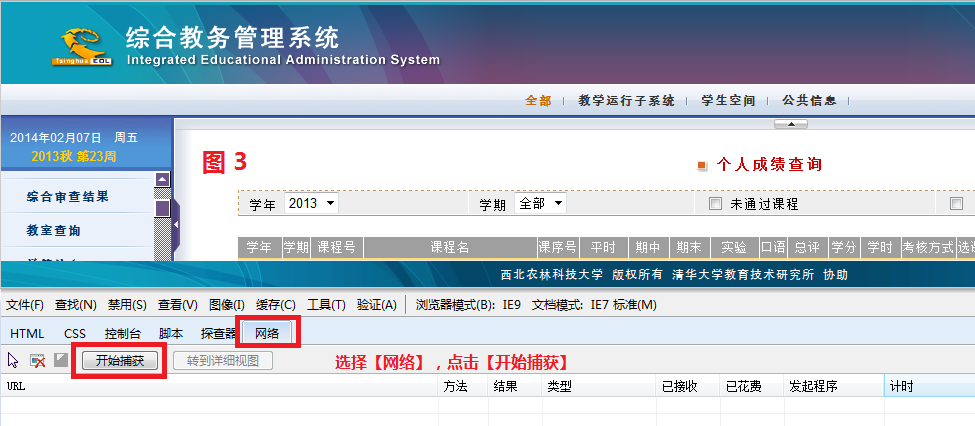 综合教务管理系统
Integrated Educational Administration System
Tsinghua EOL
全部 教学运行子系统 学生空间 公共信息
2014年02月07日 周五
2013秋 第23周
图 3
个人成绩查询
综合审查结果
学年 2013 学期 全部 未通过课程
教室查询
学年 学期 课程号 课程名 课序号 平时 期中 期末 实验 口语 总评 学分 学时 考核方式 选课
西北农林科技大学 版权所有 清华大学教育技术研究所 协助
文件(F) 查找(N) 禁用(S) 查看(V) 图像(I) 缓存(C) 工具(T) 验证(A) 浏览器模式(B): IE9 文档模式: IE7 标准(M)
HTML CSS 控制台 脚本 探查器 网络
开始捕获 转到详细视图 选择【网络】，点击【开始捕获】
URL 方法 结果 类型 已接收 已花费 发起程序 计时